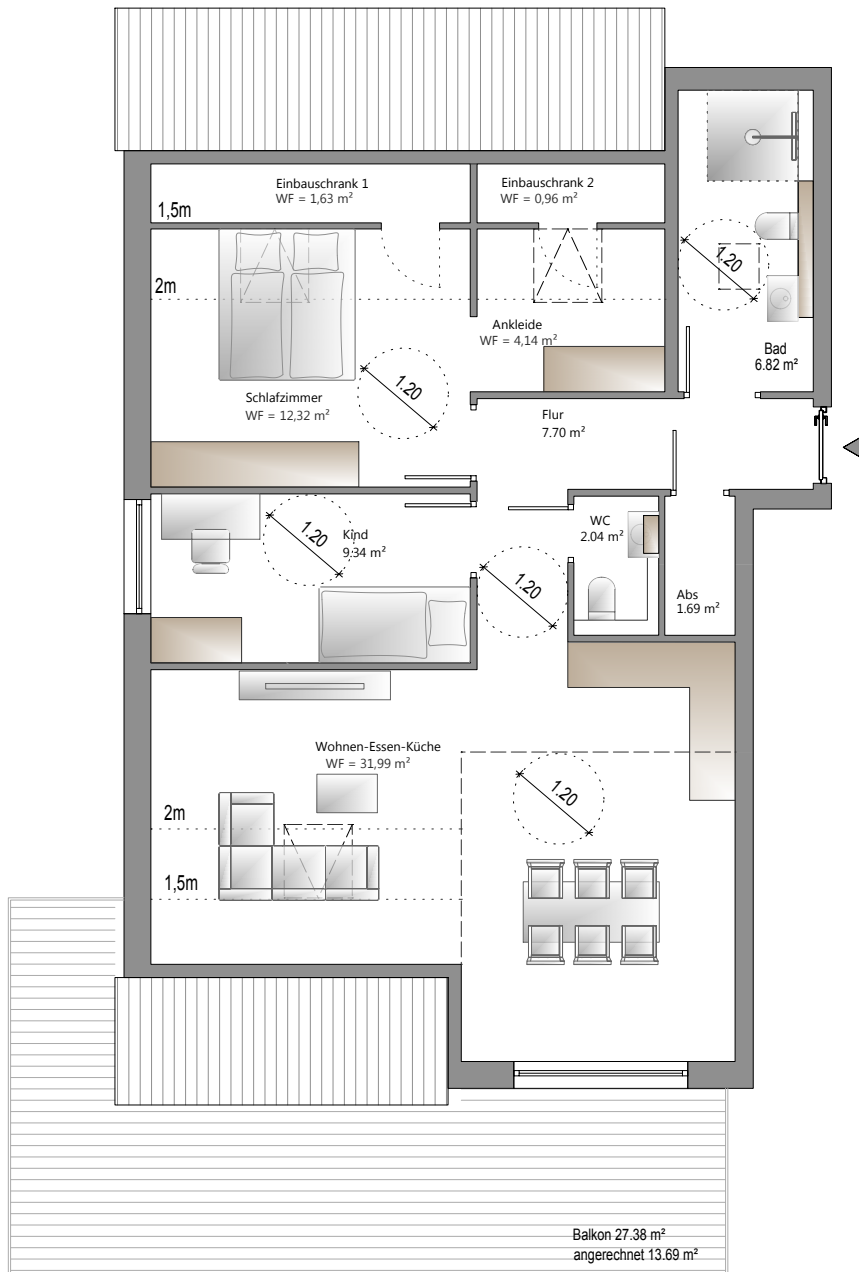 Einbauschrank 1
WF = 1,63 m²
Einbauschrank 2
WF = 0,96 m²
1,5m
2m
1.20
Ankleide
WF = 4,14 m²
Bad
6.82 m²
1.20
Schlafzimmer
WF = 12,32 m²
Flur
7.70 m²
1.20
Kind
9.34 m²
WC
2.04 m²
1.20
Abs
1.69 m²
Wohnen-Essen-Küche
WF = 31,99 m²
1.20
2m
1,5m
Balkon 27.38 m²
angerechnet 13.69 m²